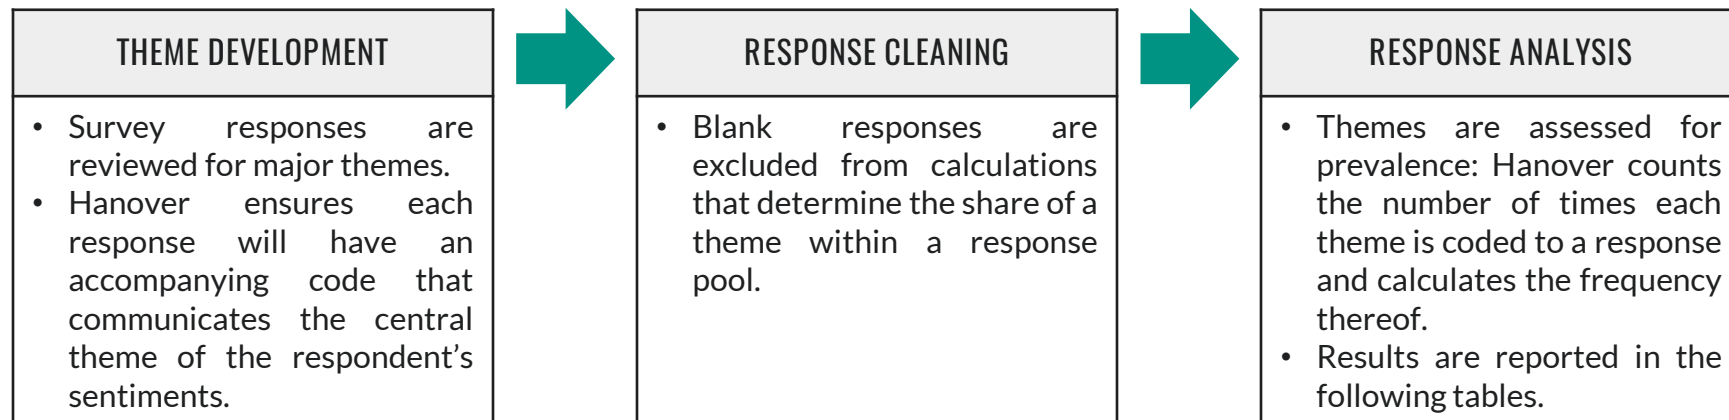 THEME DEVELOPMENT
• Survey responses are
reviewed for major themes.
• Hanover ensures each
response will have an
accompanying code that
communicates the central
theme of the respondent’s
sentiments.
RESPONSE CLEANING
• Blank responses are
excluded from calculations
that determine the share of a
theme within a response
pool.
RESPONSE ANALYSIS
• Themes are assessed for
prevalence: Hanover counts
the number of times each
theme is coded to a response
and calculates the frequency
thereof.
• Results are reported in the
following tables.